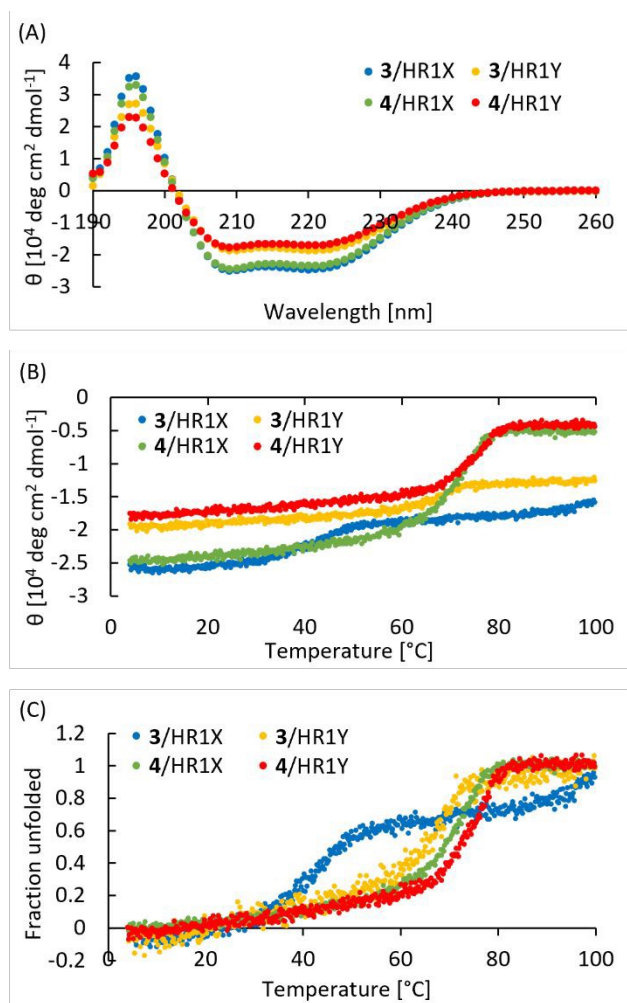 (A)
θ [10⁴ deg cm² dmol⁻¹]
4
3
2
1
0
-1
-2
-3
3/HR1X 3/HR1Y
4/HR1X 4/HR1Y
190 200 210 220 230 240 250 260
Wavelength [nm]
(B)
θ [10⁴ deg cm² dmol⁻¹]
0
-0.5
-1
-1.5
-2
-2.5
-3
3/HR1X 3/HR1Y
4/HR1X 4/HR1Y
0 20 40 60 80 100
Temperature [°C]
(C)
Fraction unfolded
1.2
1
0.8
0.6
0.4
0.2
0
-0.2
3/HR1X 3/HR1Y
4/HR1X 4/HR1Y
0 20 40 60 80 100
Temperature [°C]